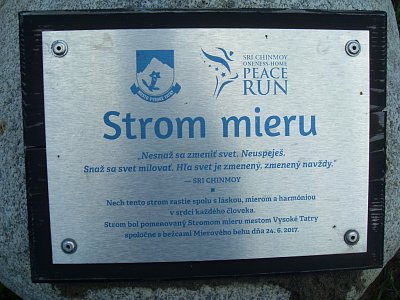 SRI CHINMOY
ONENESS-HOME
PEACE
RUN
Strom mieru
„Nesnaž sa zmeniť svet. Neuspeješ.
Snaž sa svet milovať. Hľa svet je zmenený, zmenený navždy."
— SRI CHINMOY
Nech tento strom rastie spolu s láskou, mierom a harmóniou
v srdci každého človeka.
Strom bol pomenovaný Stromom mieru mestom Vysoké Tatry
spoločne s bežcami Mierového behu dňa 24. 6. 2017.